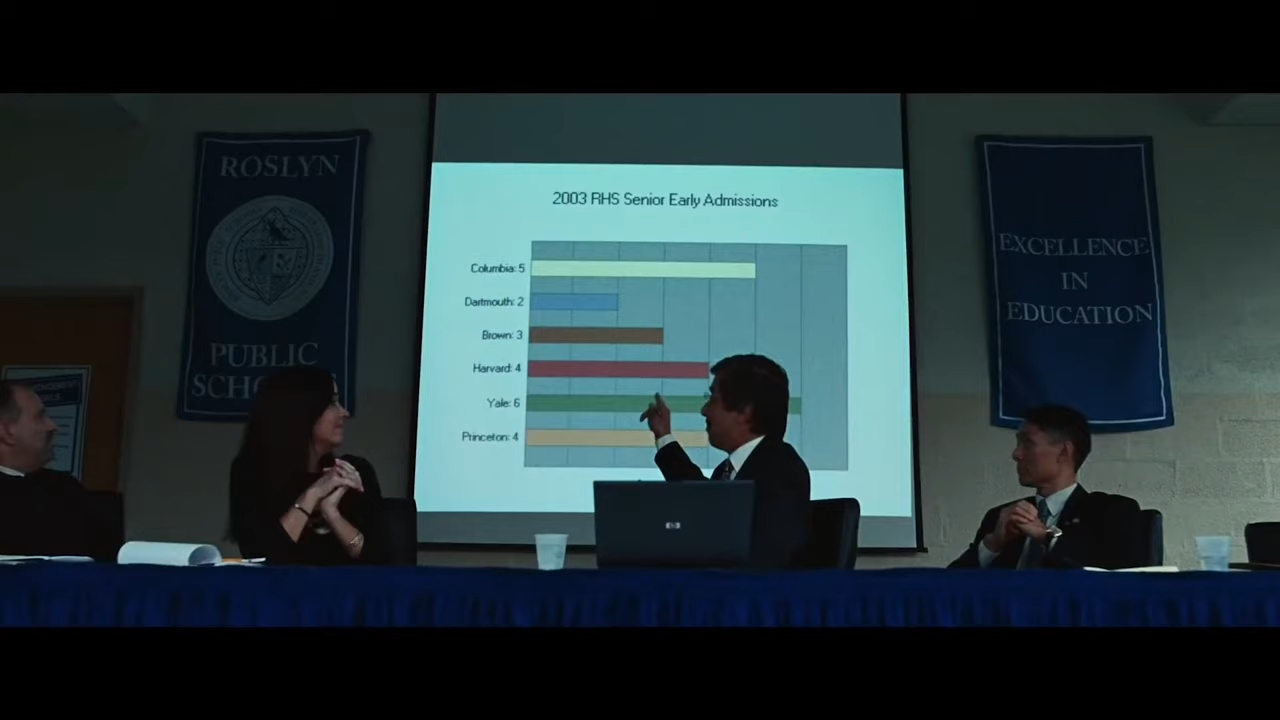 ROSLYN
PUBLIC
2003 RHS Senior Early Admissions
Columbia: 5
Dartmouth: 2
Brown: 3
Harvard: 4
Yale: 6
Princeton: 4
EXCELLENCE
IN
EDUCATION
hp